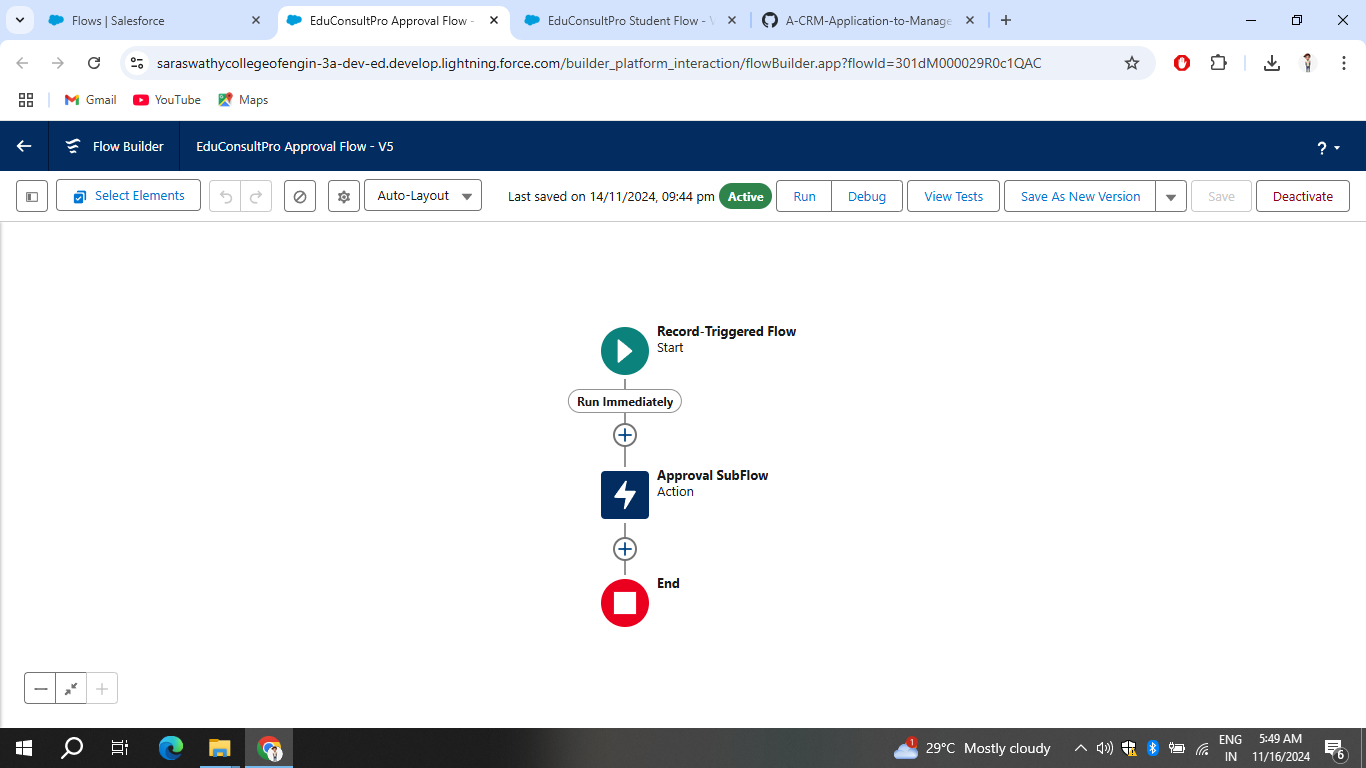 Flows | Salesforce
EduConsultPro Approval Flow -
EduConsultPro Student Flow - V
A-CRM-Application-to-Manage
saraswathycollegeofengin-3a-dev-ed.develop.lightning.force.com/builder_platform_interaction/flowBuilder.app?flowId=301dM000029R0c1QAC
Gmail
YouTube
Maps
Flow Builder
EduConsultPro Approval Flow - V5
?
Select Elements
Auto-Layout
Last saved on 14/11/2024, 09:44 pm
Active
Run
Debug
View Tests
Save As New Version
Save
Deactivate
Record-Triggered Flow
Start
Run Immediately
Approval SubFlow
Action
End
1
29°C Mostly cloudy
ENG
IN
5:49 AM
11/16/2024
6